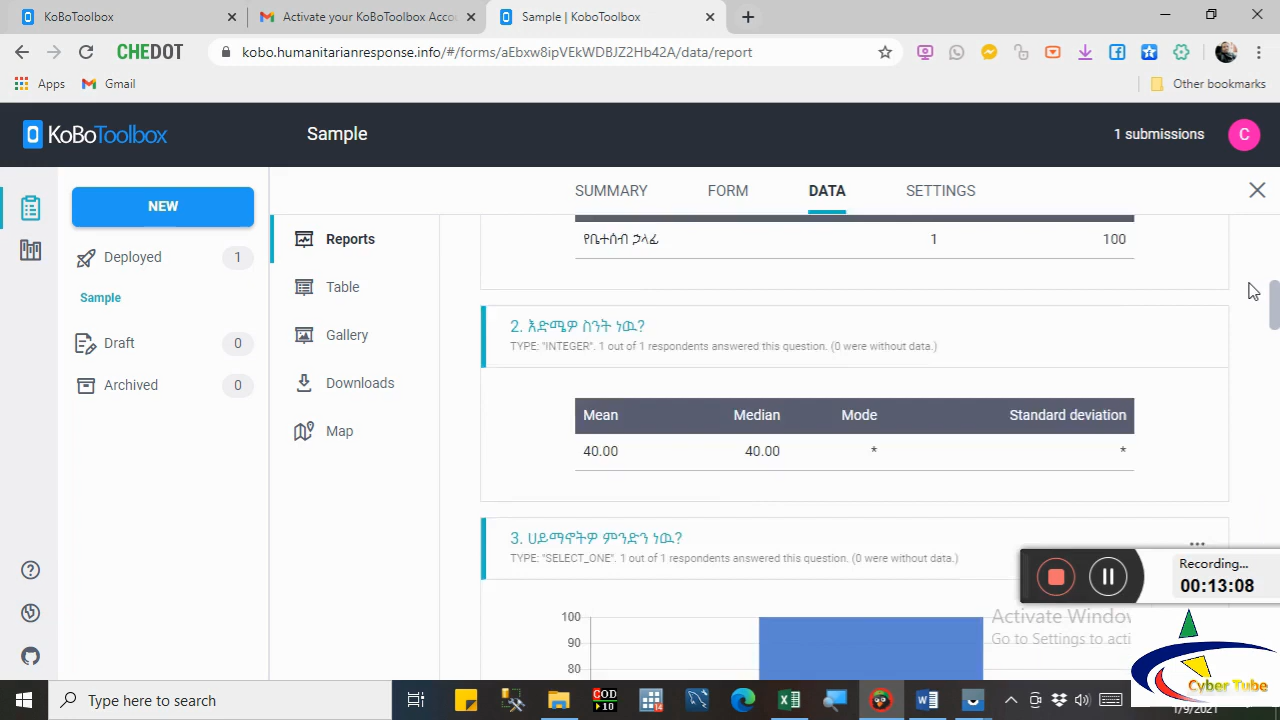 KoBoToolbox
Activate your KoBoToolbox Acco
Sample | KoboToolbox
CHEDOT
kobo.humanitarianresponse.info/#/forms/aEbxw8ipVEkWDBJZ2Hb42A/data/report
Apps
Gmail
Other bookmarks
KoBoToolbox
Sample
1 submissions
C
NEW
Deployed 1
Sample
Draft 0
Archived 0
SUMMARY FORM DATA SETTINGS
Reports
Table
Gallery
Downloads
Map
የቤተሰብ ኃላፊ 1 100
2. እድሜዎ ስንት ነዉ?
TYPE: "INTEGER". 1 out of 1 respondents answered this question. (0 were without data.)
Mean Median Mode Standard deviation
40.00 40.00 * *
3. ሀይማኖትዎ ምንድን ነዉ?
TYPE: "SELECT_ONE". 1 out of 1 respondents answered this question. (0 were without data.)
100
90
80
Recording...
00:13:08
Activate Window
Go to Settings to acti
Cyber Tube
Type here to search
COD
+10
14
1/9/2021